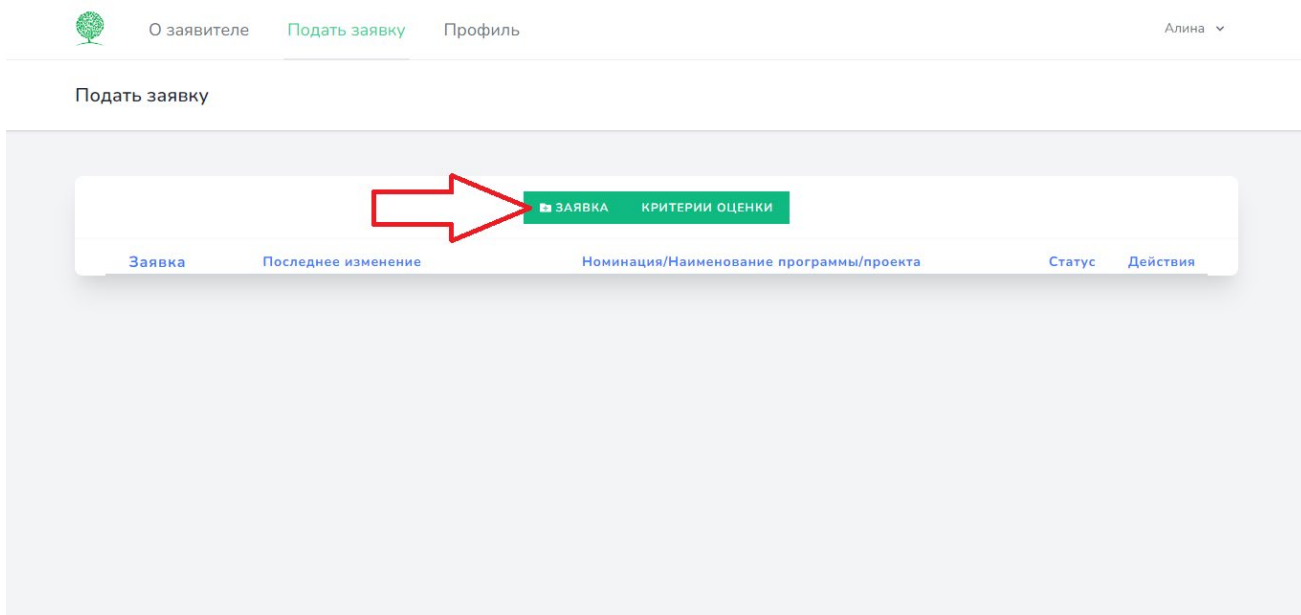 О заявителе Подать заявку Профиль Алина
Подать заявку
ЗАЯВКА КРИТЕРИИ ОЦЕНКИ
Заявка Последнее изменение Номинация/Наименование программы/проекта Статус Действия